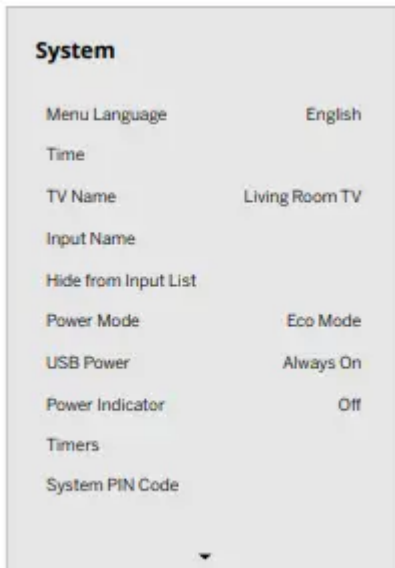 System
Menu Language English
Time
TV Name Living Room TV
Input Name
Hide from Input List
Power Mode Eco Mode
USB Power Always On
Power Indicator Off
Timers
System PIN Code